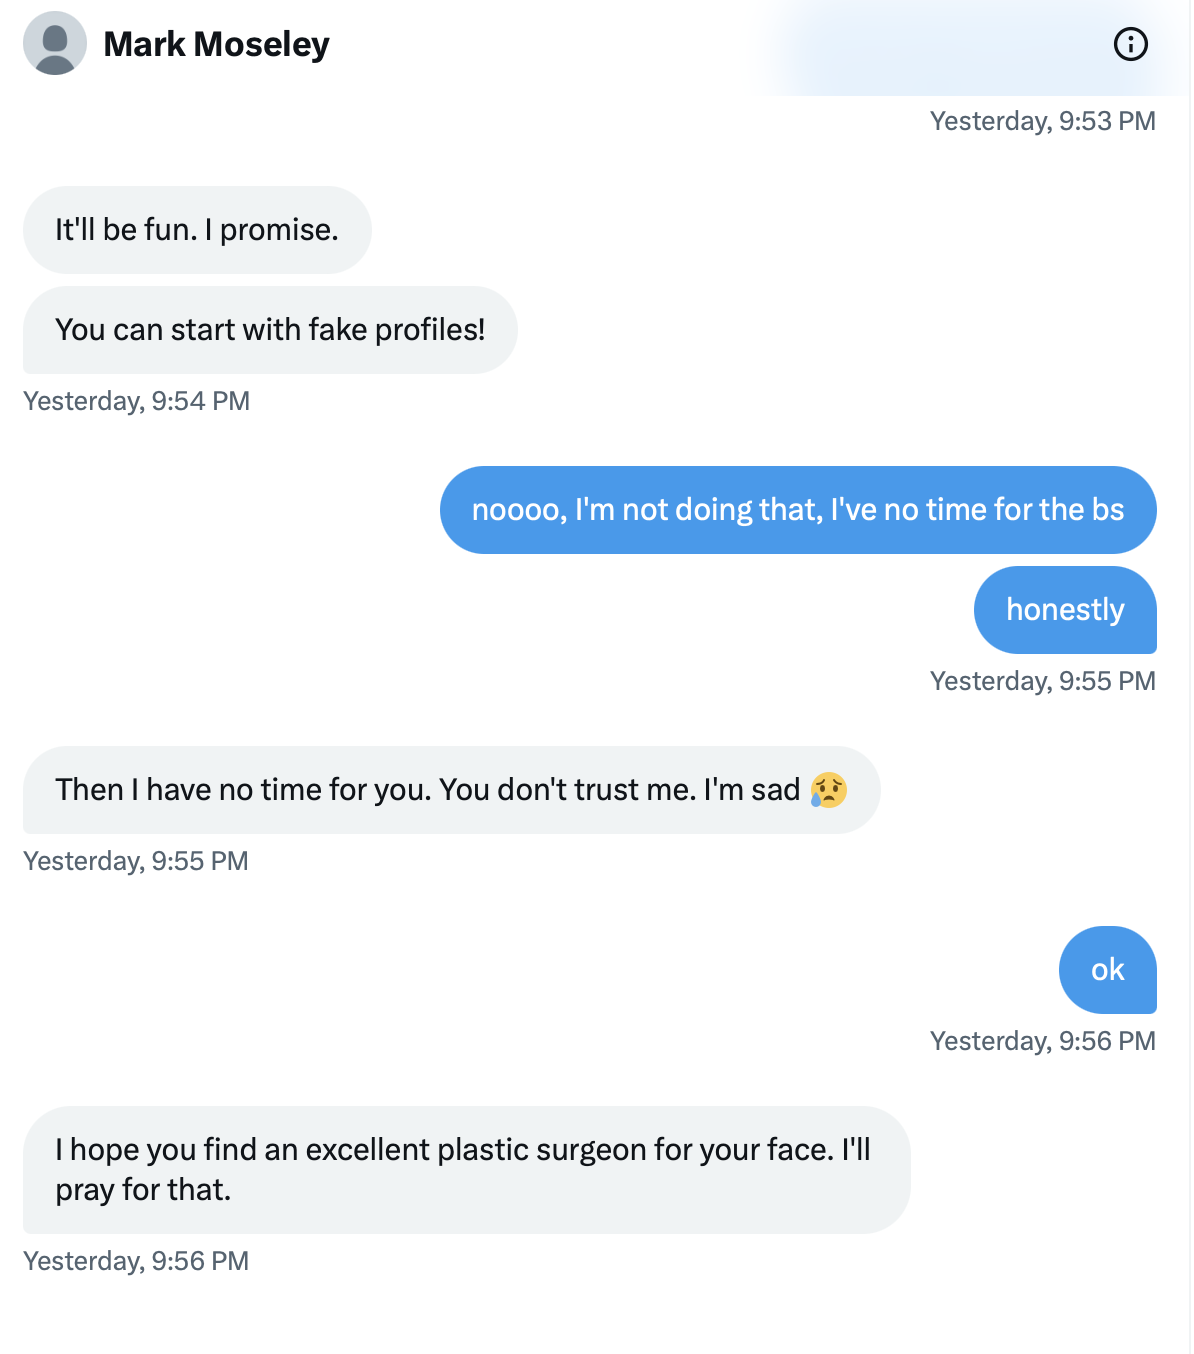 Mark Moseley
Yesterday, 9:53 PM
It'll be fun. I promise.
You can start with fake profiles!
Yesterday, 9:54 PM
noooo, I'm not doing that, I've no time for the bs
honestly
Yesterday, 9:55 PM
Then I have no time for you. You don't trust me. I'm sad 😥
Yesterday, 9:55 PM
ok
Yesterday, 9:56 PM
I hope you find an excellent plastic surgeon for your face. I'll
pray for that.
Yesterday, 9:56 PM